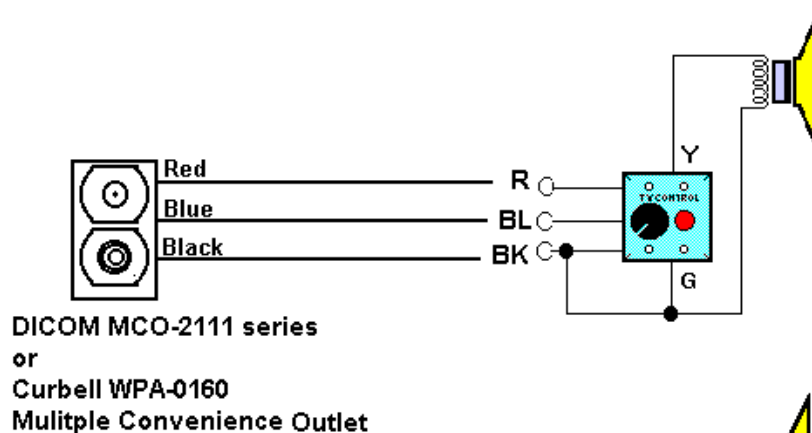 Red
R
Blue
BL
Black
BK
Y
TV CONTROL
G
DICOM MCO-2111 series
or
Curbell WPA-0160
Mulitple Convenience Outlet